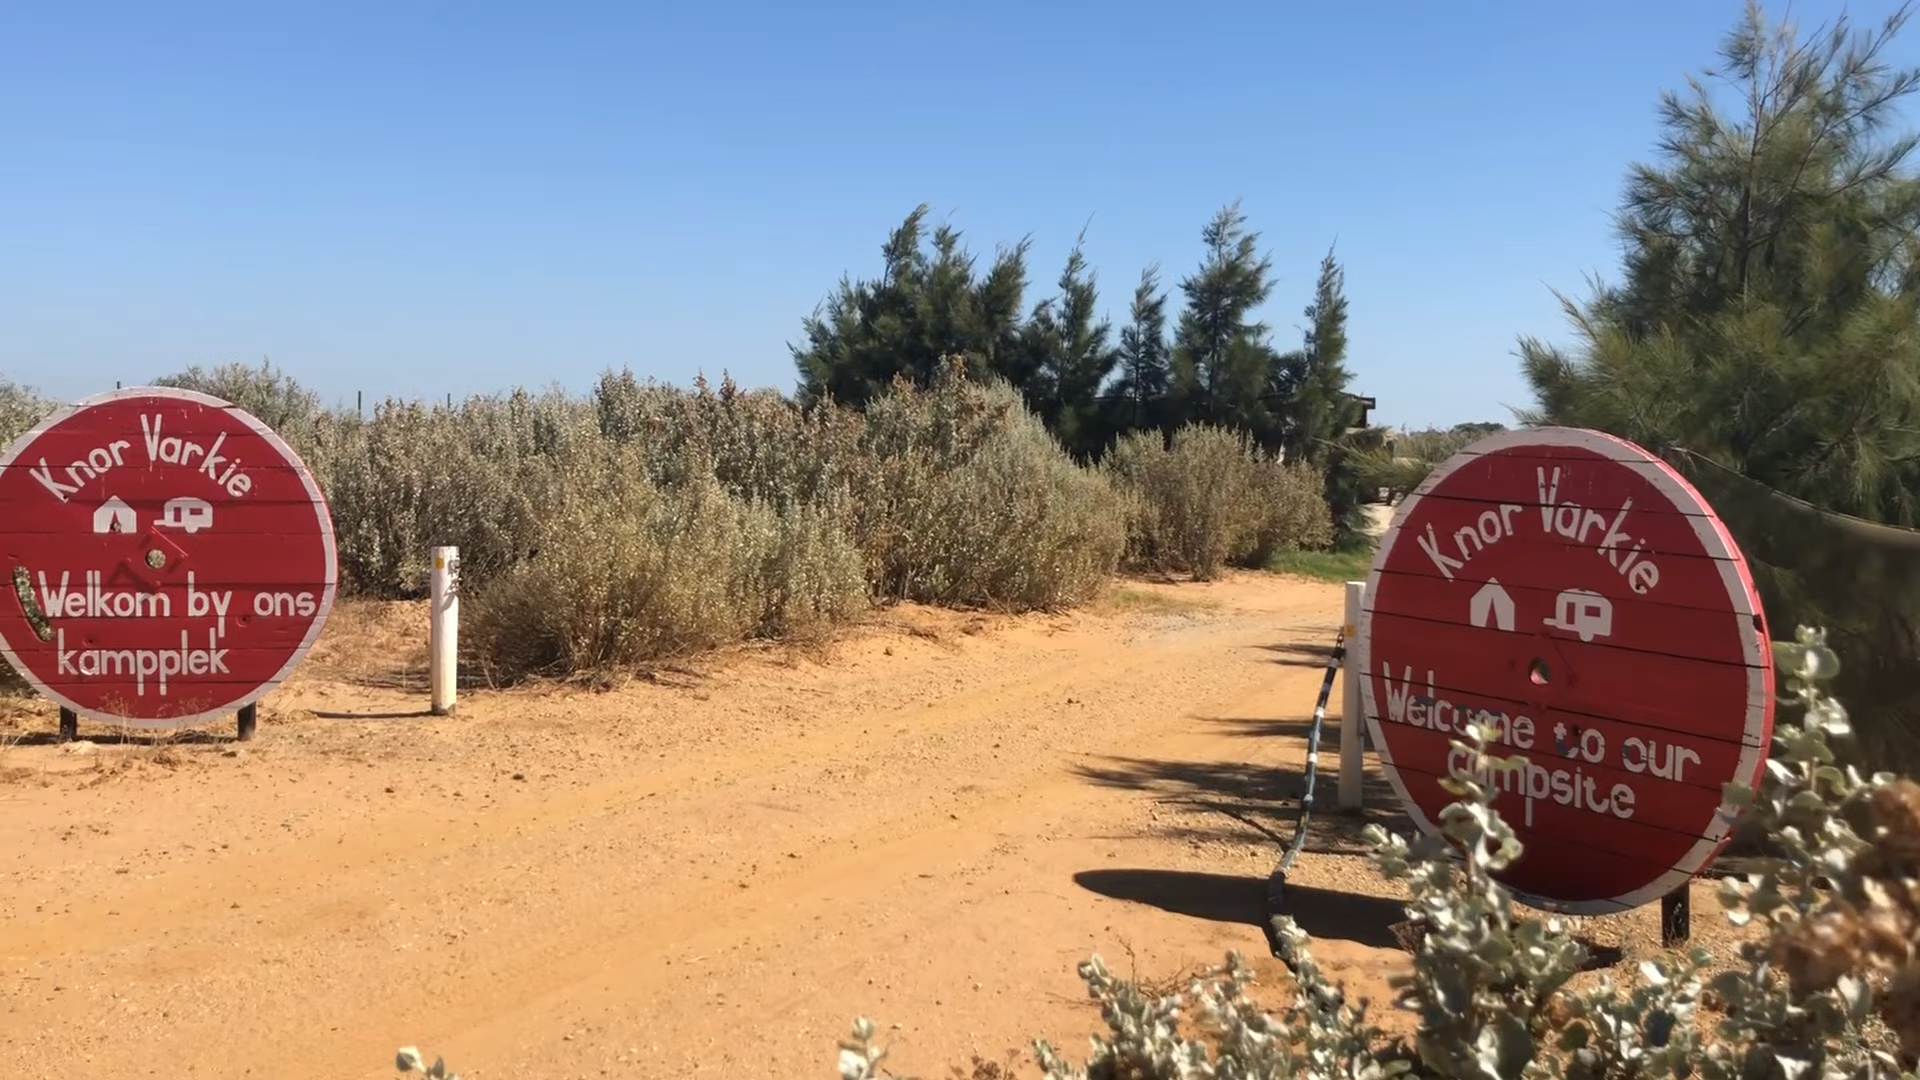 Knor Varkie
Welkom by ons
kampplek
Knor Varkie
Welcome to our
campsite